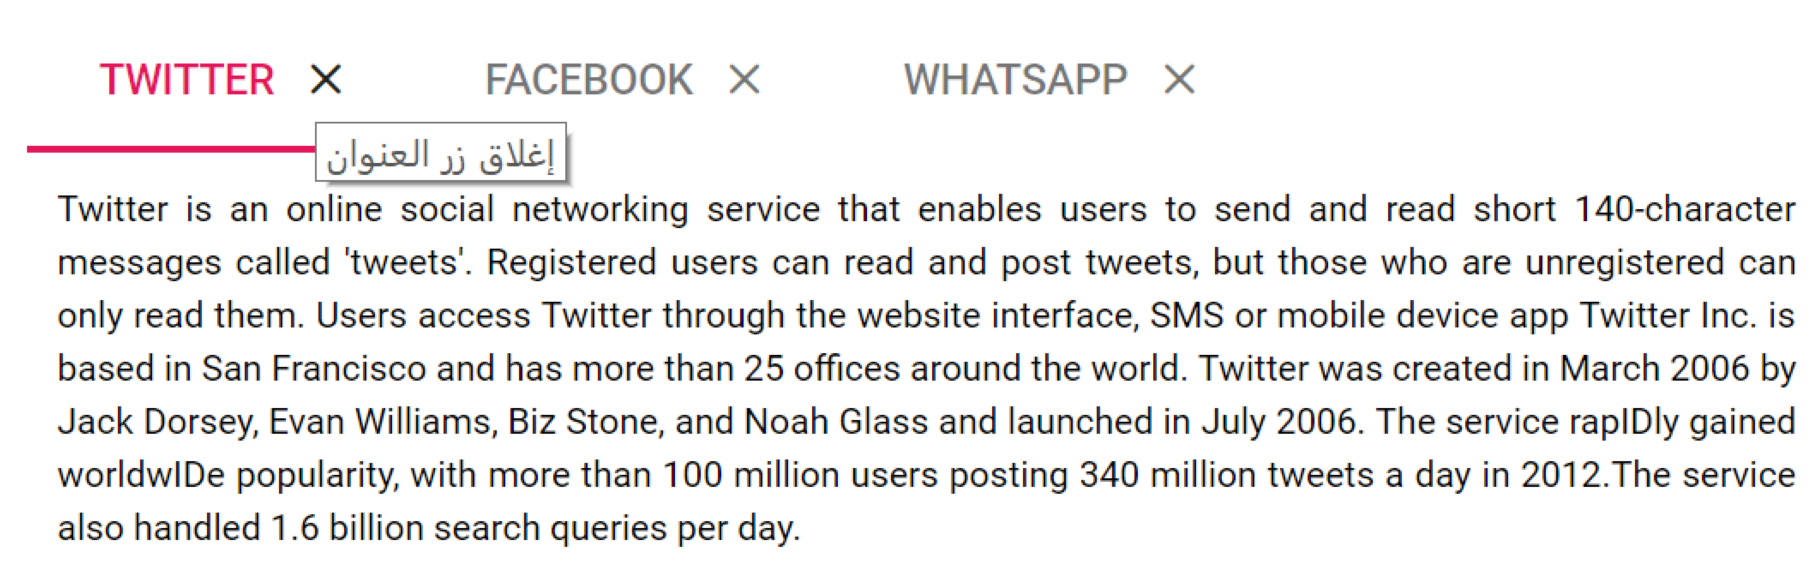 TWITTER × FACEBOOK × WHATSAPP ×
إغلاق زر العنوان
Twitter is an online social networking service that enables users to send and read short 140-character
messages called 'tweets'. Registered users can read and post tweets, but those who are unregistered can
only read them. Users access Twitter through the website interface, SMS or mobile device app Twitter Inc. is
based in San Francisco and has more than 25 offices around the world. Twitter was created in March 2006 by
Jack Dorsey, Evan Williams, Biz Stone, and Noah Glass and launched in July 2006. The service rapIDly gained
worldwIDe popularity, with more than 100 million users posting 340 million tweets a day in 2012.The service
also handled 1.6 billion search queries per day.